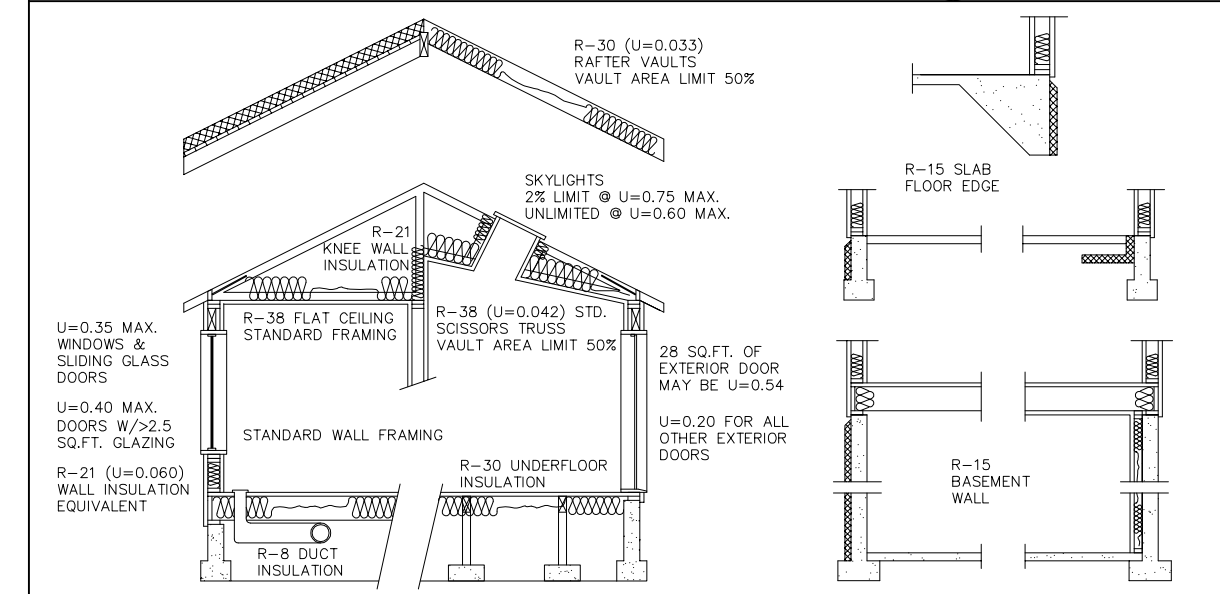 R-30 (U=0.033)
RAFTER VAULTS
VAULT AREA LIMIT 50%
SKYLIGHTS
2% LIMIT @ U=0.75 MAX.
UNLIMITED @ U=0.60 MAX.
R-21
KNEE WALL
INSULATION
R-38 FLAT CEILING
STANDARD FRAMING
R-38 (U=0.042) STD.
SCISSORS TRUSS
VAULT AREA LIMIT 50%
U=0.35 MAX.
WINDOWS &
SLIDING GLASS
DOORS
U=0.40 MAX.
DOORS W/>2.5
SQ.FT. GLAZING
R-21 (U=0.060)
WALL INSULATION
EQUIVALENT
STANDARD WALL FRAMING
R-30 UNDERFLOOR
INSULATION
R-8 DUCT
INSULATION
28 SQ.FT. OF
EXTERIOR DOOR
MAY BE U=0.54
U=0.20 FOR ALL
OTHER EXTERIOR
DOORS
R-15 SLAB
FLOOR EDGE
R-15
BASEMENT
WALL